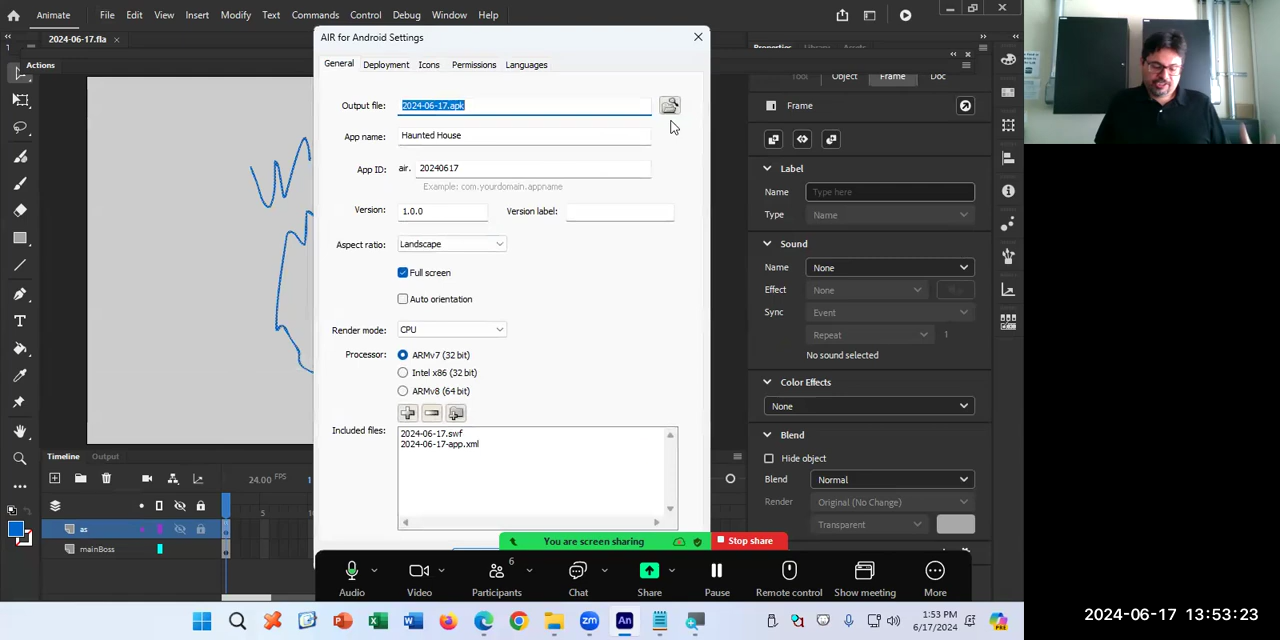 Animate File Edit View Insert Modify Text Commands Control Debug Window Help
2024-06-17.fla
Actions
AIR for Android Settings
General Deployment Icons Permissions Languages
Output file: 2024-06-17.apk
App name: Haunted House
App ID: air. 20240617
Example: com.yourdomain.appname
Version: 1.0.0 Version label:
Aspect ratio: Landscape
Full screen
Auto orientation
Render mode: CPU
Processor: ARMv7 (32 bit)
Intel x86 (32 bit)
ARMv8 (64 bit)
Included files:
2024-06-17.swf
2024-06-17-app.xml
Properties Library Assets
Tool Object Frame Doc
Frame
Label
Name Type here
Type Name
Sound
Name None
Effect None
Sync Event
Repeat 1
No sound selected
Color Effects
None
Blend
Hide object
Blend Normal
Render Original (No Change)
Transparent
Timeline Output
24.00 FPS 1
5
as
mainBoss
You are screen sharing Stop share
6
Audio Video Participants Chat Share Pause Remote control Show meeting More
1:53 PM
6/17/2024
2024-06-17 13:53:23